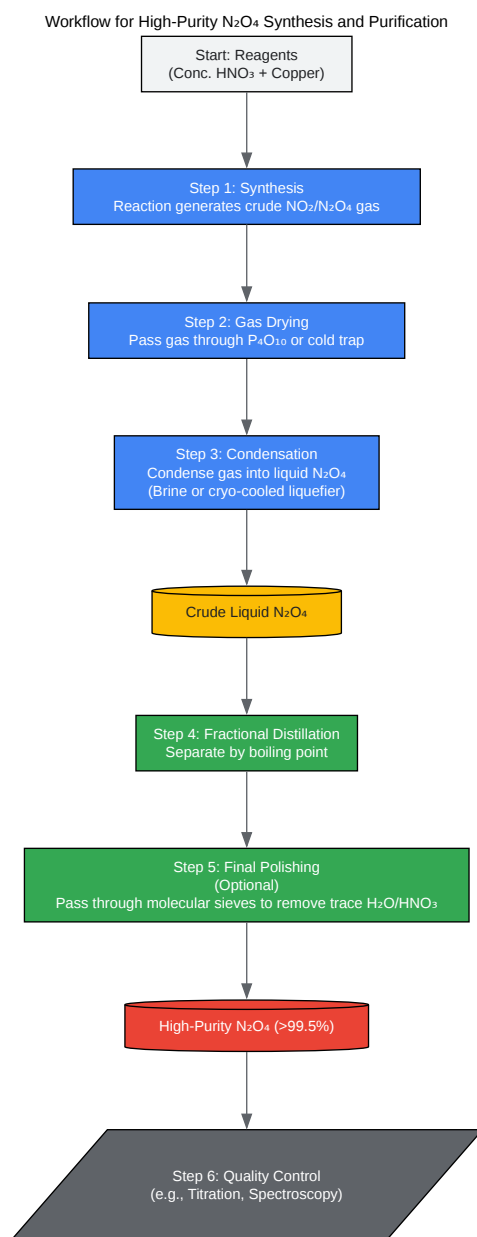 Workflow for High-Purity N₂O₄ Synthesis and Purification
Start: Reagents
(Conc. HNO₃ + Copper)
Step 1: Synthesis
Reaction generates crude NO₂/N₂O₄ gas
Step 2: Gas Drying
Pass gas through P₄O₁₀ or cold trap
Step 3: Condensation
Condense gas into liquid N₂O₄
(Brine or cryo-cooled liquefier)
Crude Liquid N₂O₄
Step 4: Fractional Distillation
Separate by boiling point
Step 5: Final Polishing
(Optional)
Pass through molecular sieves to remove trace H₂O/HNO₃
High-Purity N₂O₄ (>99.5%)
Step 6: Quality Control
(e.g., Titration, Spectroscopy)